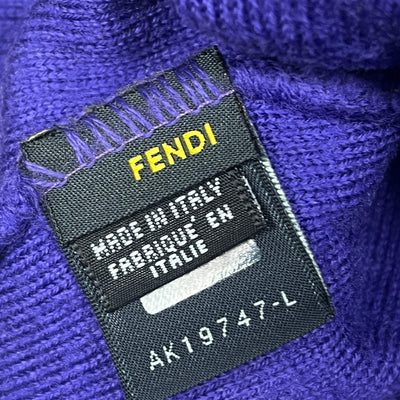 FENDI
MADE IN ITALY
FABRIQUÉ EN
ITALIE
AK19747-L